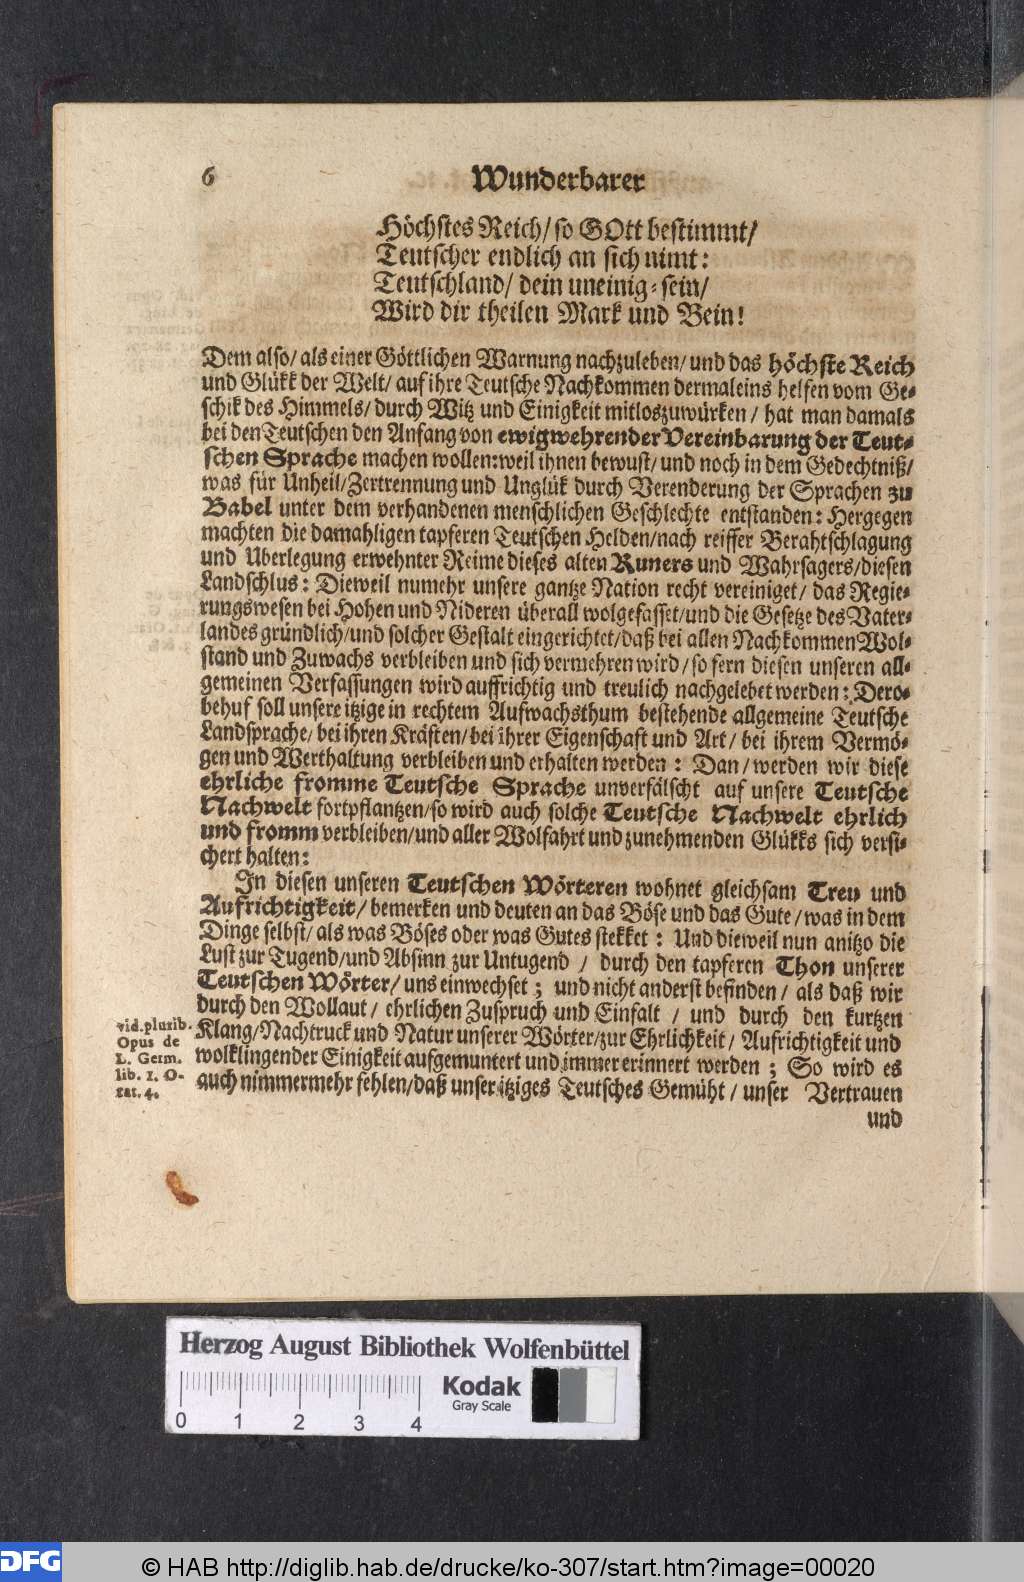 6
Wunderbarer
Höchstes Reich/ so GOtt bestimmt/
Teutscher endlich an sich nimt:
Teutschland/ dein uneinig-sein/
Wird dir theilen Mark und Bein!
Dem also/ als einer Göttlichen Warnung nachzuleben/ und das höchste Reich
und Glükk der Welt/ auf ihre Teutsche Nachkommen dermaleins helfen vom Ge-
schik des Himmels/ durch Witz und Einigkeit mitloszuwürken/ hat man damals
bei den Teutschen den Anfang von ewigwehrender Vereinbarung der Teut-
schen Sprache machen wollen: weil ihnen bewust/ und noch in dem Gedechtniß/
was für Unheil/ Zertrennung und Unglük durch Verenderung der Sprachen zu
Babel unter dem verhandenen menschlichen Geschlechte entstanden: Hergegen
machten die damahligen tapferen Teutschen Helden/ nach reiffer Berahtschlagung
und Uberlegung erwehnter Reime dieses alten Runers und Wahrsagers/ diesen
Landschlus: Dieweil numehr unsere gantze Nation recht vereiniget/ das Regie-
rungswesen bei Hohen und Nideren überall wolgefasset/ und die Gesetze des Vater-
landes gründlich/ und solcher Gestalt eingerichtet/ daß bei allen Nachkommen Wol-
stand und Zuwachs verbleiben und sich vermehren wird/ so fern diesen unseren all-
gemeinen Verfassungen wird auffrichtig und treulich nachgelebet werden: Dero-
behuf soll unsere itzige in rechtem Aufwachsthum bestehende allgemeine Teutsche
Landsprache/ bei ihren Kräften/ bei ihrer Eigenschaft und Art/ bei ihrem Vermö-
gen und Werthaltung verbleiben und erhalten werden: Dan/ werden wir diese
ehrliche fromme Teutsche Sprache unverfälscht auf unsere Teutsche
Nachwelt fortpflantzen/ so wird auch solche Teutsche Nachwelt ehrlich
und fromm verbleiben/ und aller Wolfahrt und zunehmenden Glükks sich versi-
chert halten:
In diesen unseren Teutschen Wörteren wohnet gleichsam Treu und
Aufrichtigkeit/ bemerken und deuten an das Böse und das Gute/ was in dem
Dinge selbst/ als was Böses oder was Gutes stekket: Und dieweil nun anitzo die
Lust zur Tugend/ und Absinn zur Untugend / durch den tapferen Thon unserer
Teutschen Wörter/ uns einwechset; und nicht anderst befinden/ als daß wir
durch den Wollaut/ ehrlichen Zuspruch und Einfalt / und durch den kurtzen
Klang/ Nachtruck und Natur unserer Wörter/ zur Ehrlichkeit/ Aufrichtigkeit und
wolklingender Einigkeit aufgemuntert und immer erinnert werden; So wird es
auch nimmermehr fehlen/ daß unser itziges Teutsches Gemüht/ unser Vertrauen
und
vid. plurib.
Opus de
L. Germ.
lib. 1. O-
rat. 4.
Herzog August Bibliothek Wolfenbüttel
0 1 2 3 4
Kodak
Gray Scale
DFG
© HAB http://diglib.hab.de/drucke/ko-307/start.htm?image=00020